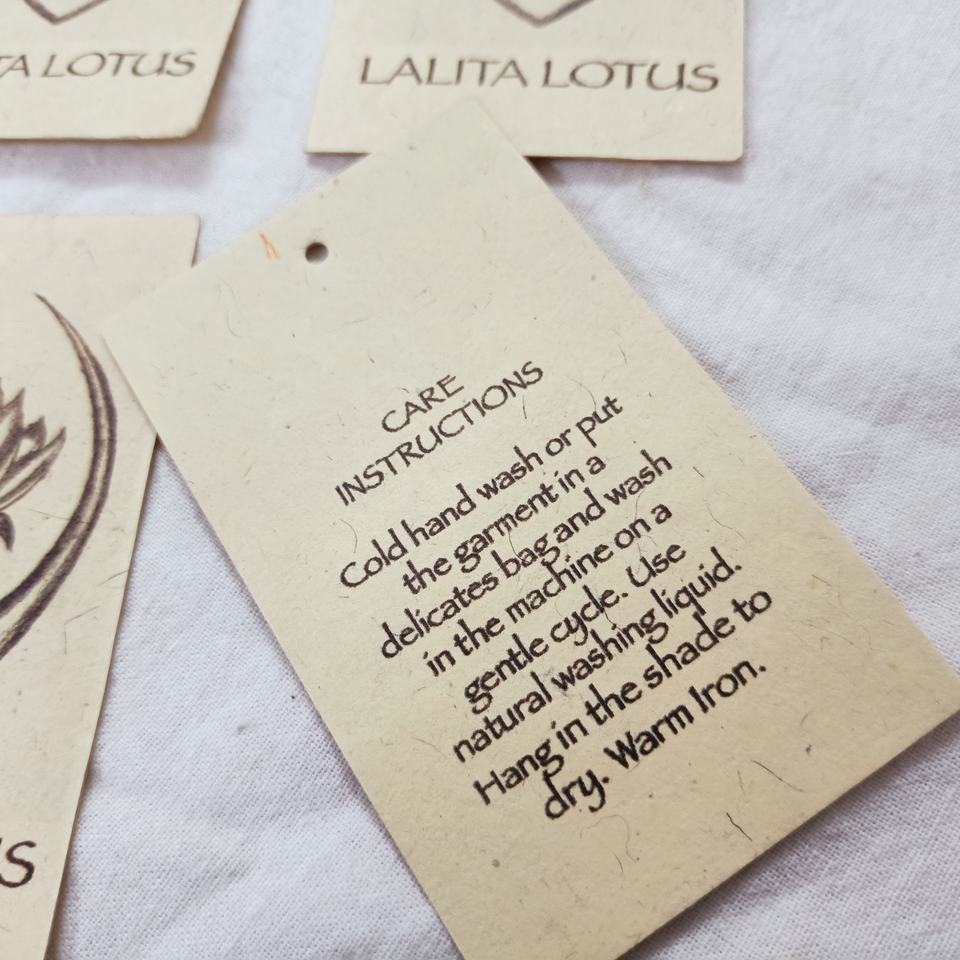 TA LOTUS
LALITA LOTUS
CARE
INSTRUCTIONS
Cold hand wash or put
the garment in a
delicates bag and wash
in the machine on a
gentle cycle. Use
natural washing liquid.
Hang in the shade to
dry. Warm Iron.
US